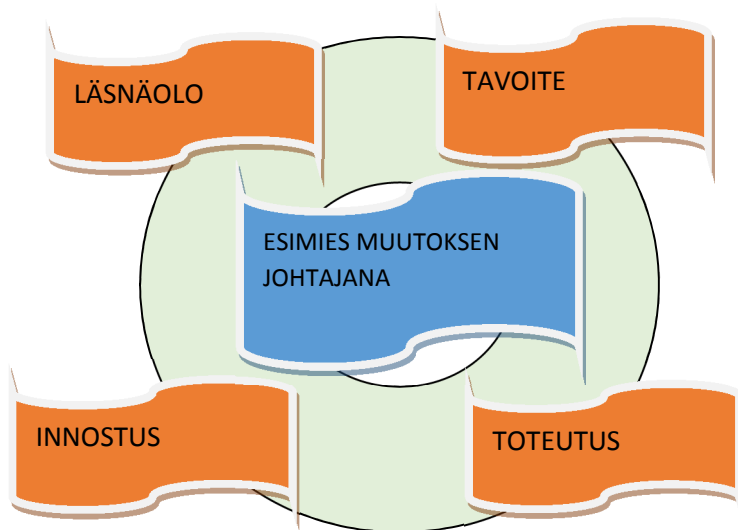 LÄSNÄOLO
TAVOITE
ESIMIES MUUTOKSEN
JOHTAJANA
INNOSTUS
TOTEUTUS